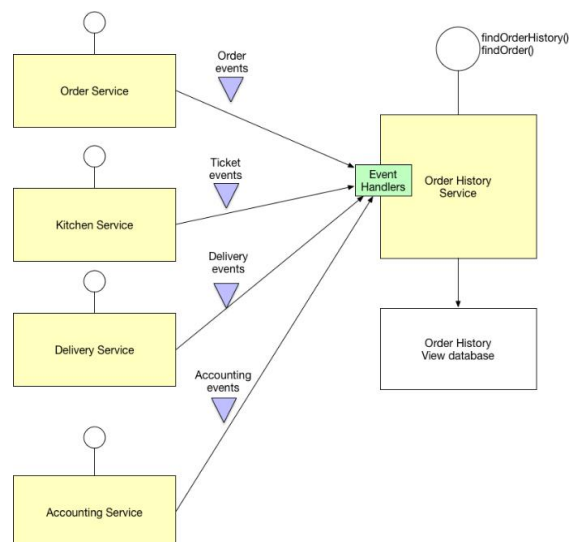 Order
events
findOrderHistory()
findOrder()
Order Service
Ticket
events
Event
Handlers
Order History
Service
Kitchen Service
Delivery
events
Delivery Service
Order History
View database
Accounting
events
Accounting Service